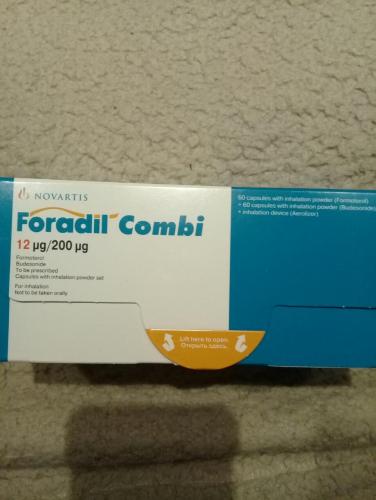 NOVARTIS
Foradil Combi
12 µg/200 µg
Formoterol
Budesonide
To be prescribed
Capsules with inhalation powder set
For inhalation
Not to be taken orally
60 capsules with inhalation powder (Formoterol)
+ 60 capsules with inhalation powder (Budesonide)
+ inhalation device (Aerolizer)
Lift here to open.
Открыть здесь.